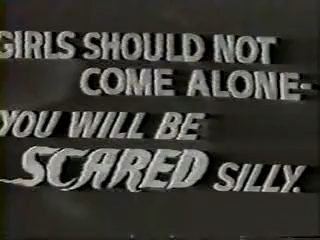 GIRLS SHOULD NOT
COME ALONE-
YOU WILL BE
SCARED SILLY.